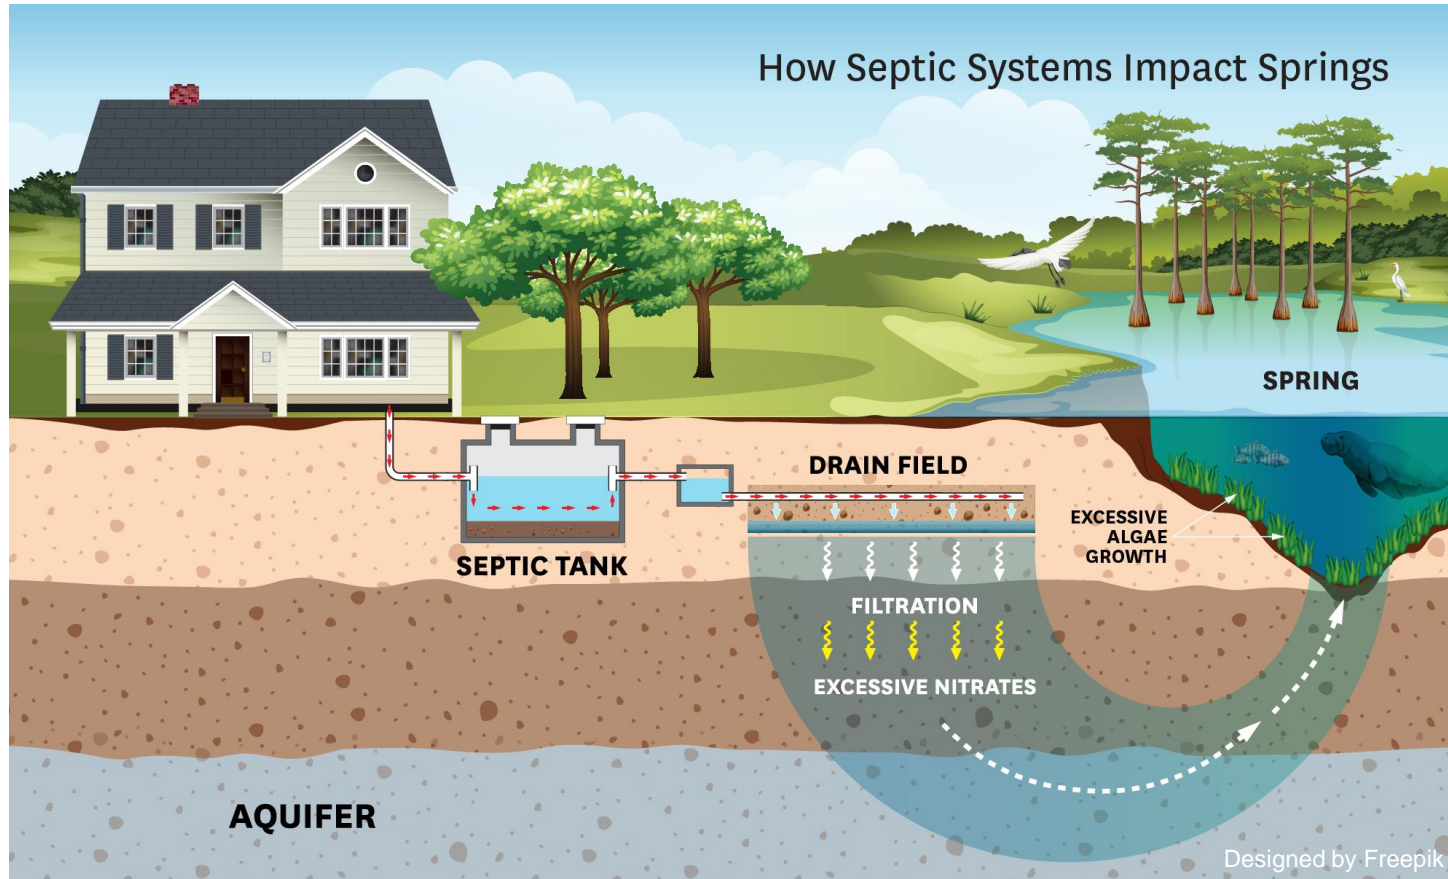 How Septic Systems Impact Springs
SPRING
DRAIN FIELD
EXCESSIVE
ALGAE
GROWTH
SEPTIC TANK
FILTRATION
EXCESSIVE NITRATES
AQUIFER
Designed by Freepik